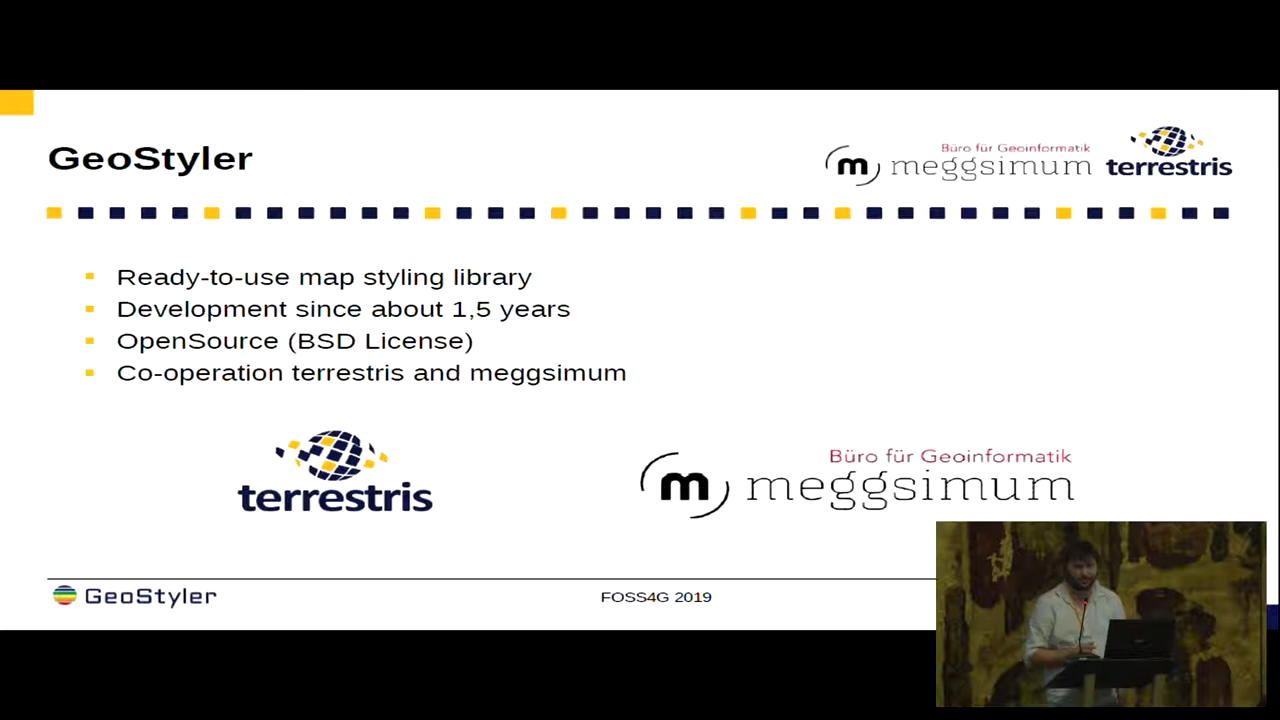 GeoStyler
Büro für Geoinformatik
m meggsimum
terrestris
Ready-to-use map styling library
Development since about 1,5 years
OpenSource (BSD License)
Co-operation terrestris and meggsimum
terrestris
Büro für Geoinformatik
m meggsimum
GeoStyler
FOSS4G 2019